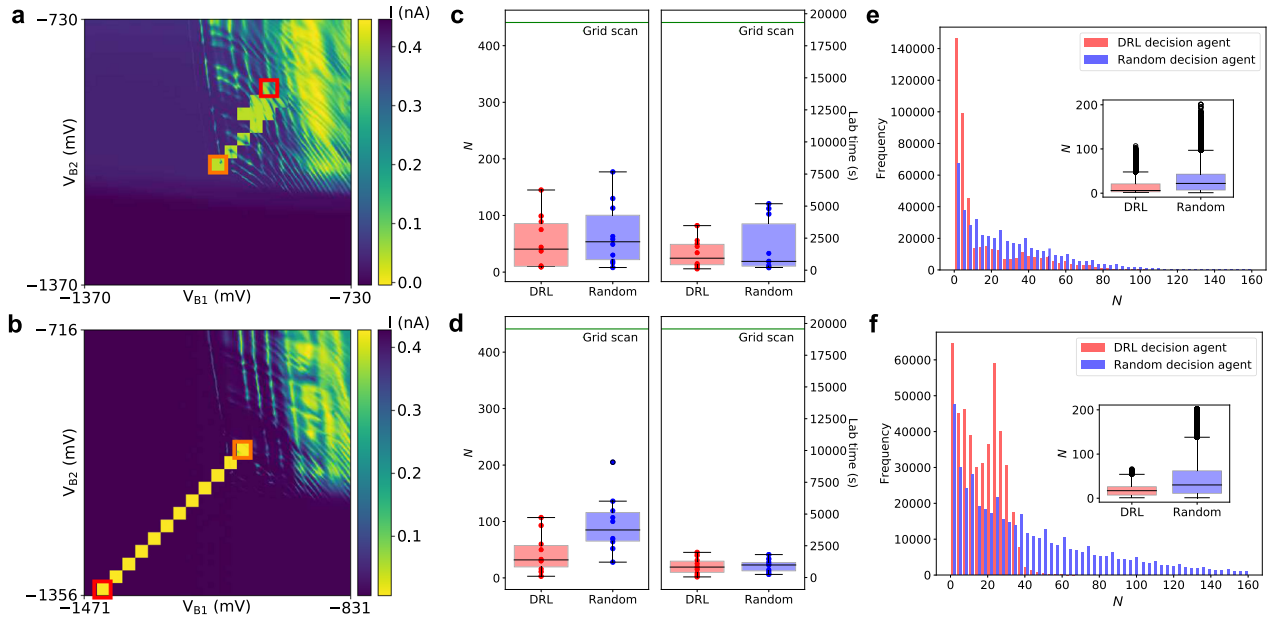 a
−730
I (nA)
0.4
0.3
0.2
0.1
0.0
V_B2 (mV)
−1370
−1370
V_B1 (mV)
−730
b
−716
I (nA)
0.4
0.3
0.2
0.1
V_B2 (mV)
−1356
−1471
V_B1 (mV)
−831
c
N
400
300
200
100
0
Grid scan
DRL
Random
Grid scan
DRL
Random
20000
17500
15000
12500
10000
7500
5000
2500
0
Lab time (s)
d
N
400
300
200
100
0
Grid scan
DRL
Random
Grid scan
DRL
Random
20000
17500
15000
12500
10000
7500
5000
2500
0
Lab time (s)
e
Frequency
140000
120000
100000
80000
60000
40000
20000
0
DRL decision agent
Random decision agent
N
200
100
0
DRL
Random
0 20 40 60 80 100 120 140 160
N
f
Frequency
60000
50000
40000
30000
20000
10000
0
DRL decision agent
Random decision agent
N
200
100
0
DRL
Random
0 20 40 60 80 100 120 140 160
N